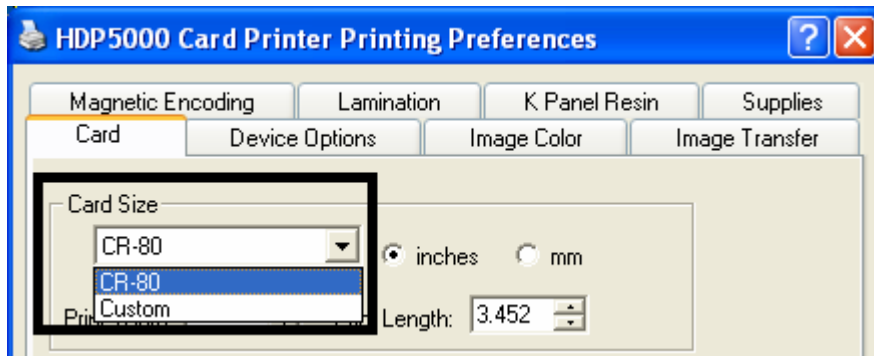 HDP5000 Card Printer Printing Preferences
Magnetic Encoding Lamination K Panel Resin Supplies
Card Device Options Image Color Image Transfer
Card Size
CR-80 inches mm
CR-80
Custom
Length: 3.452